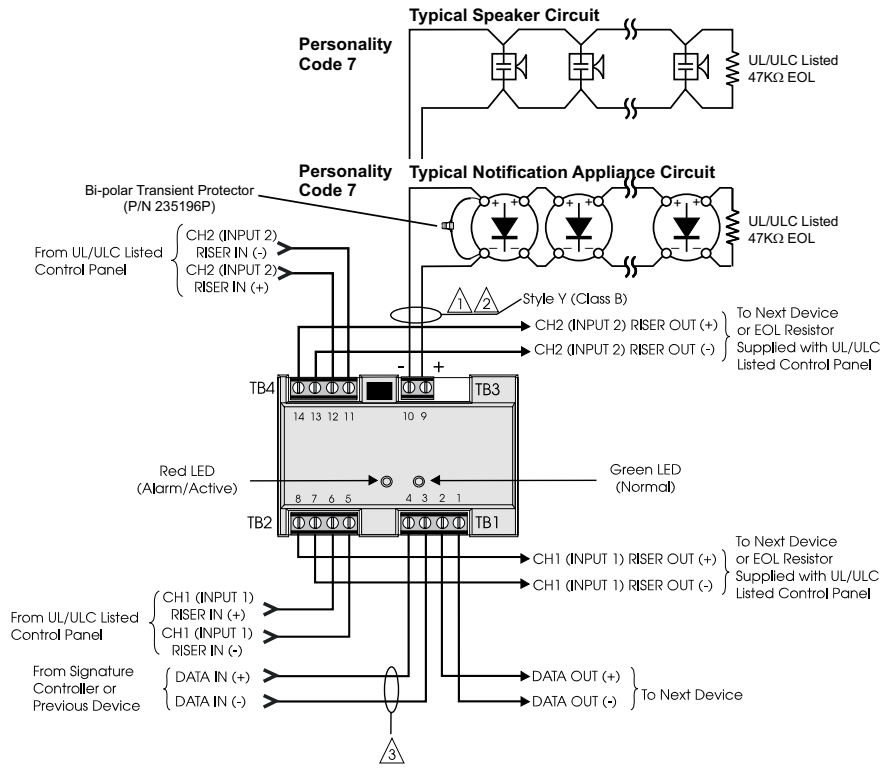 Typical Speaker Circuit
Personality
Code 7
UL/ULC Listed
47KΩ EOL
Personality
Code 7
Typical Notification Appliance Circuit
Bi-polar Transient Protector
(P/N 235196P)
+ + + + + +
- - - - - -
UL/ULC Listed
47KΩ EOL
From UL/ULC Listed
Control Panel
CH2 (INPUT 2)
RISER IN (-)
CH2 (INPUT 2)
RISER IN (+)
1 2
Style Y (Class B)
CH2 (INPUT 2) RISER OUT (+)
CH2 (INPUT 2) RISER OUT (-)
To Next Device
or EOL Resistor
Supplied with UL/ULC
Listed Control Panel
- +
TB4
TB3
14 13 12 11
10 9
Red LED
(Alarm/Active)
Green LED
(Normal)
8 7 6 5
4 3 2 1
TB2
TB1
CH1 (INPUT 1) RISER OUT (+)
CH1 (INPUT 1) RISER OUT (-)
To Next Device
or EOL Resistor
Supplied with UL/ULC
Listed Control Panel
From UL/ULC Listed
Control Panel
CH1 (INPUT 1)
RISER IN (+)
CH1 (INPUT 1)
RISER IN (-)
From Signature
Controller or
Previous Device
DATA IN (+)
DATA IN (-)
DATA OUT (+)
DATA OUT (-)
To Next Device
3